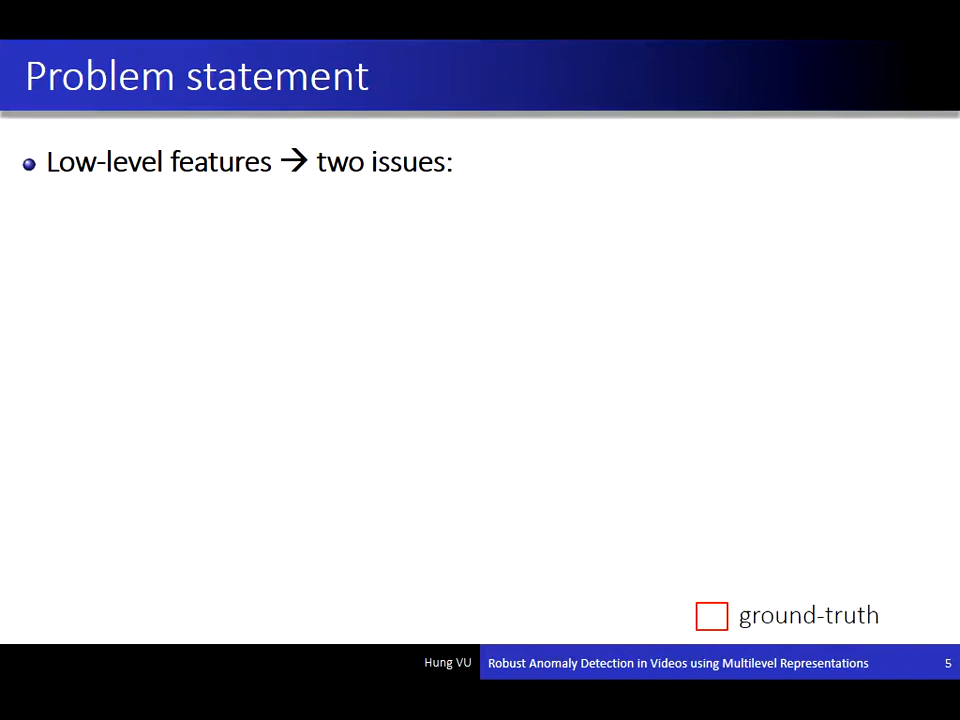 Problem statement
Low-level features → two issues:
ground-truth
Hung VU
Robust Anomaly Detection in Videos using Multilevel Representations
5